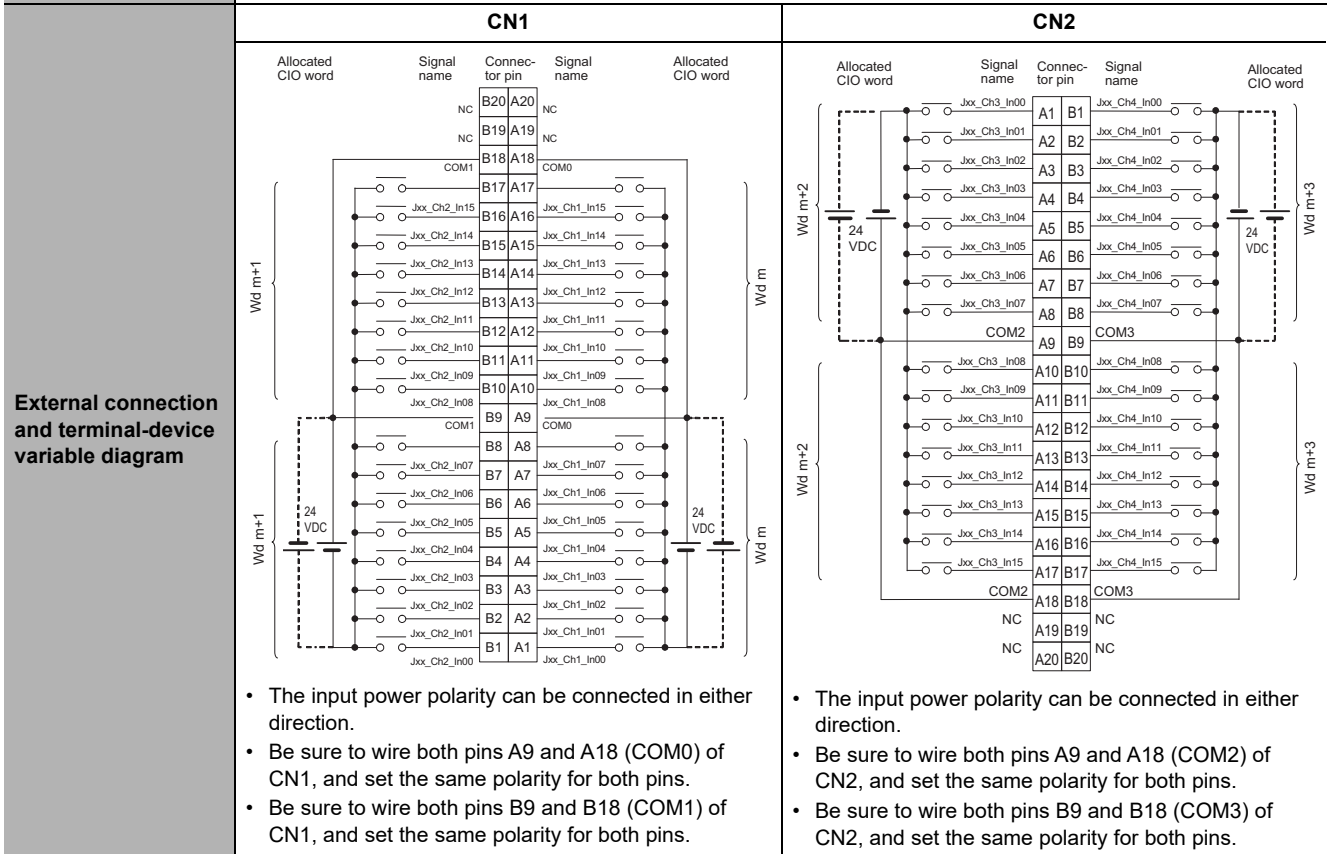 CN1
CN2
External connection
and terminal-device
variable diagram
Allocated
CIO word
Signal
name
Connec-
tor pin
Signal
name
Allocated
CIO word
NC B20 A20 NC
NC B19 A19 NC
COM1 B18 A18 COM0
B17 A17
Jxx_Ch2_In15 B16 A16 Jxx_Ch1_In15
Jxx_Ch2_In14 B15 A15 Jxx_Ch1_In14
Jxx_Ch2_In13 B14 A14 Jxx_Ch1_In13
Jxx_Ch2_In12 B13 A13 Jxx_Ch1_In12
Jxx_Ch2_In11 B12 A12 Jxx_Ch1_In11
Jxx_Ch2_In10 B11 A11 Jxx_Ch1_In10
Jxx_Ch2_In09 B10 A10 Jxx_Ch1_In09
Jxx_Ch2_In08 Jxx_Ch1_In08
COM1 B9 A9 COM0
B8 A8
Jxx_Ch2_In07 B7 A7 Jxx_Ch1_In07
Jxx_Ch2_In06 B6 A6 Jxx_Ch1_In06
Jxx_Ch2_In05 B5 A5 Jxx_Ch1_In05
Jxx_Ch2_In04 B4 A4 Jxx_Ch1_In04
Jxx_Ch2_In03 B3 A3 Jxx_Ch1_In03
Jxx_Ch2_In02 B2 A2 Jxx_Ch1_In02
Jxx_Ch2_In01 B1 A1 Jxx_Ch1_In01
Jxx_Ch2_In00 Jxx_Ch1_In00
Wd m+1
Wd m
Wd m+1
Wd m
24
VDC
24
VDC
• The input power polarity can be connected in either
direction.
• Be sure to wire both pins A9 and A18 (COM0) of
CN1, and set the same polarity for both pins.
• Be sure to wire both pins B9 and B18 (COM1) of
CN1, and set the same polarity for both pins.
Allocated
CIO word
Signal
name
Connec-
tor pin
Signal
name
Allocated
CIO word
Jxx_Ch3_In00 A1 B1 Jxx_Ch4_In00
Jxx_Ch3_In01 A2 B2 Jxx_Ch4_In01
Jxx_Ch3_In02 A3 B3 Jxx_Ch4_In02
Jxx_Ch3_In03 A4 B4 Jxx_Ch4_In03
Jxx_Ch3_In04 A5 B5 Jxx_Ch4_In04
Jxx_Ch3_In05 A6 B6 Jxx_Ch4_In05
Jxx_Ch3_In06 A7 B7 Jxx_Ch4_In06
Jxx_Ch3_In07 A8 B8 Jxx_Ch4_In07
COM2 A9 B9 COM3
Jxx_Ch3_In08 A10 B10 Jxx_Ch4_In08
Jxx_Ch3_In09 A11 B11 Jxx_Ch4_In09
Jxx_Ch3_In10 A12 B12 Jxx_Ch4_In10
Jxx_Ch3_In11 A13 B13 Jxx_Ch4_In11
Jxx_Ch3_In12 A14 B14 Jxx_Ch4_In12
Jxx_Ch3_In13 A15 B15 Jxx_Ch4_In13
Jxx_Ch3_In14 A16 B16 Jxx_Ch4_In14
Jxx_Ch3_In15 A17 B17 Jxx_Ch4_In15
COM2 A18 B18 COM3
NC A19 B19 NC
NC A20 B20 NC
Wd m+2
Wd m+3
Wd m+2
Wd m+3
24
VDC
24
VDC
• The input power polarity can be connected in either
direction.
• Be sure to wire both pins A9 and A18 (COM2) of
CN2, and set the same polarity for both pins.
• Be sure to wire both pins B9 and B18 (COM3) of
CN2, and set the same polarity for both pins.